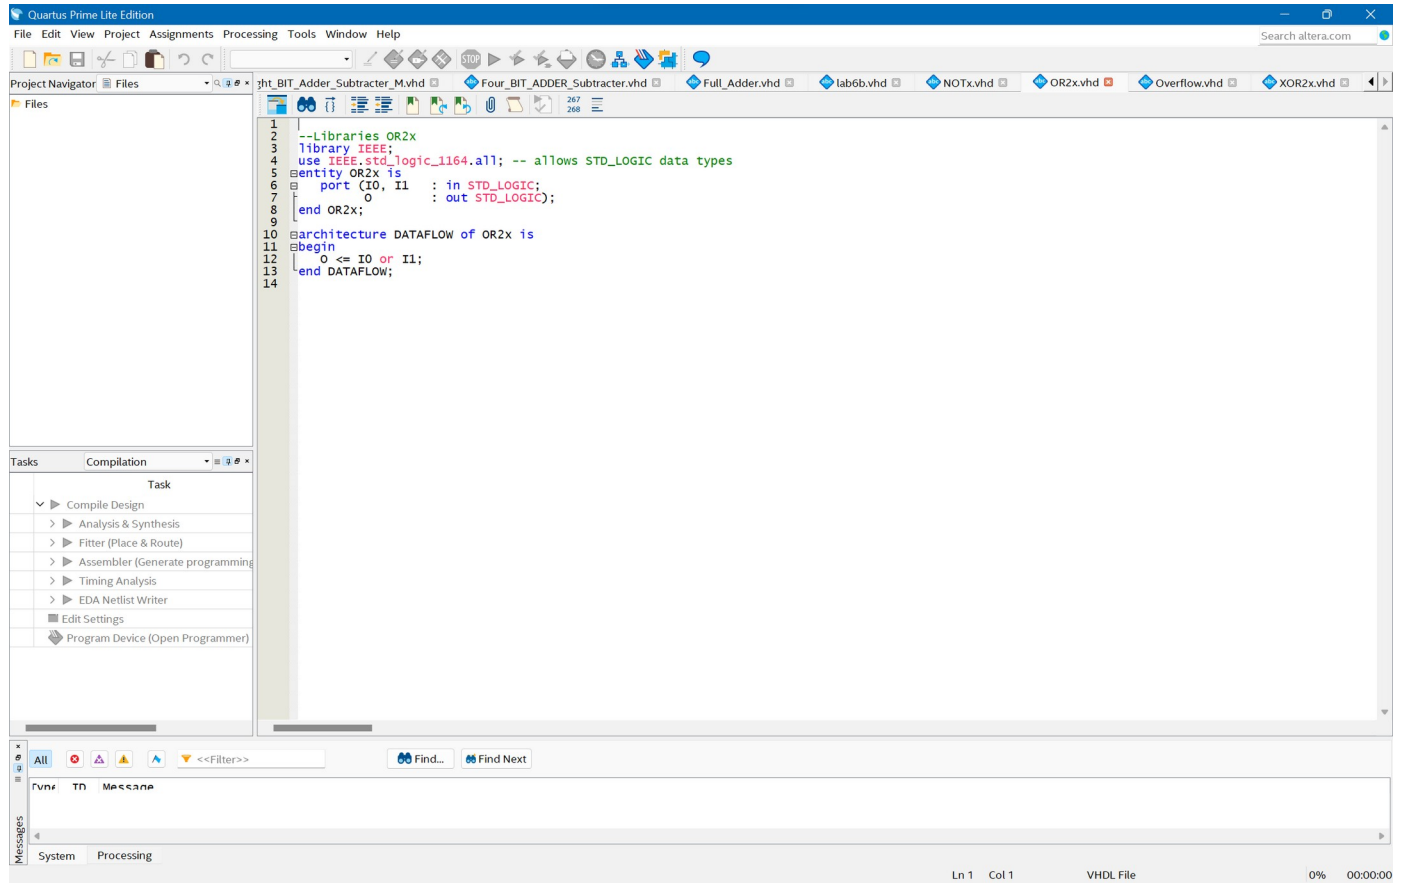 Quartus Prime Lite Edition
File Edit View Project Assignments Processing Tools Window Help
Search altera.com
STOP
Project Navigator Files
ght_BIT_Adder_Subtracter_M.vhd
Four_BIT_ADDER_Subtracter.vhd
Full_Adder.vhd
lab6b.vhd
NOTx.vhd
OR2x.vhd
Overflow.vhd
XOR2x.vhd
Files
267
268
1
2 --Libraries OR2x
3 library IEEE;
4 use IEEE.std_logic_1164.all; -- allows STD_LOGIC data types
5 entity OR2x is
6 port (I0, I1 : in STD_LOGIC;
7 O : out STD_LOGIC);
8 end OR2x;
9
10 architecture DATAFLOW of OR2x is
11 begin
12 O <= I0 or I1;
13 end DATAFLOW;
14
Tasks Compilation
Task
Compile Design
Analysis & Synthesis
Fitter (Place & Route)
Assembler (Generate programming
Timing Analysis
EDA Netlist Writer
Edit Settings
Program Device (Open Programmer)
All <<Filter>> Find... Find Next
Type ID Message
Messages
System Processing
Ln 1 Col 1 VHDL File 0% 00:00:00